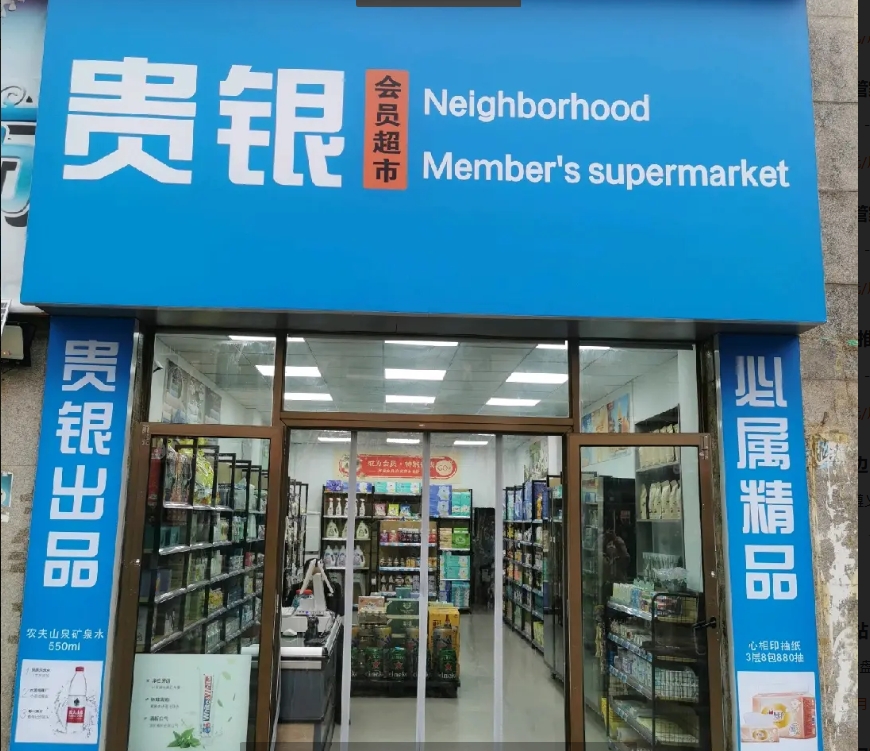 贵银
会员超市
Neighborhood
Member's supermarket
贵银出品
必属精品
农夫山泉矿泉水
550ml
心相印抽纸
3层8包880抽